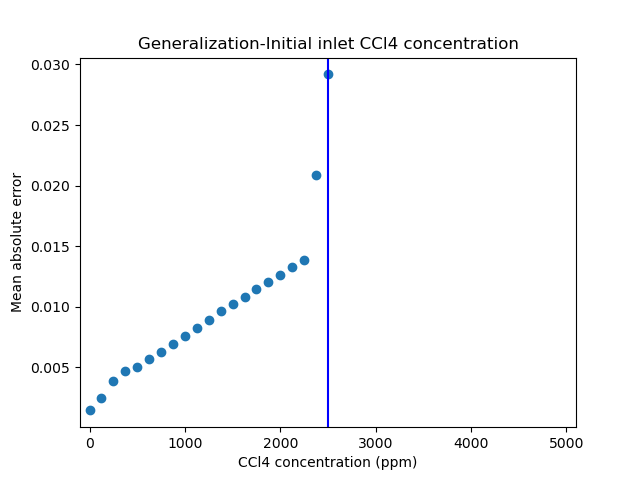 Generalization-Initial inlet CCl4 concentration
0.030
0.025
0.020
0.015
0.010
0.005
Mean absolute error
0 1000 2000 3000 4000 5000
CCl4 concentration (ppm)